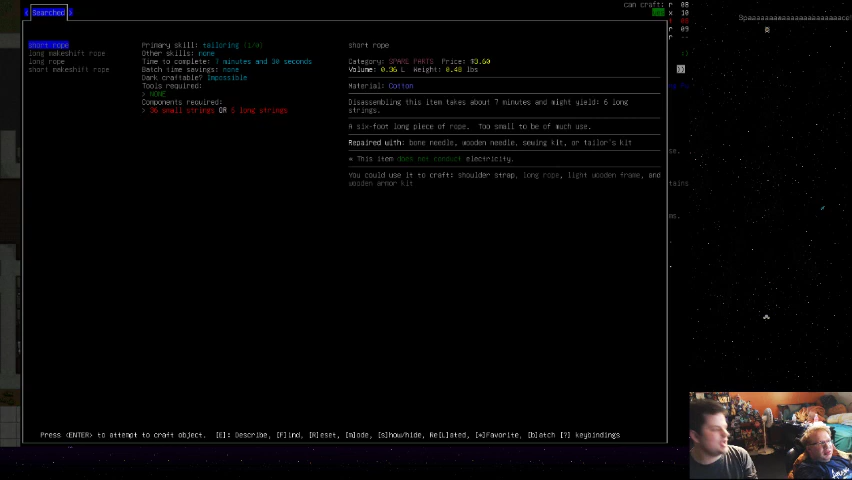 Searched
can craft: r 08
x 10
r 09
r
Spaaaaaaaaaaaaaaaaaaaaco
short rope
long makeshift rope
long rope
short makeshift rope
Primary skill: tailoring (1/0)
Other skills: none
Time to complete: 7 minutes and 30 seconds
Batch time savings: none
Dark craftable? Impossible
Tools required:
> NONE
Components required:
> 36 small strings OR 6 long strings
short rope
Category: SPARE PARTS Price: $3.60
Volume: 0.36 L Weight: 0.48 lbs
Material: Cotton
Disassembling this item takes about 7 minutes and might yield: 6 long
strings.
A six-foot long piece of rope. Too small to be of much use.
Repaired with: bone needle, wooden needle, sewing kit, or tailor's kit
* This item does not conduct electricity.
You could use it to craft: shoulder strap, long rope, light wooden frame, and
wooden armor kit
se.
tains
ms.
Press <ENTER> to attempt to craft object. [E]: Describe, [F]ind, [R]eset, [m]ode, [s]how/hide, Re[L]ated, [*]Favorite, [b]atch [?] keybindings